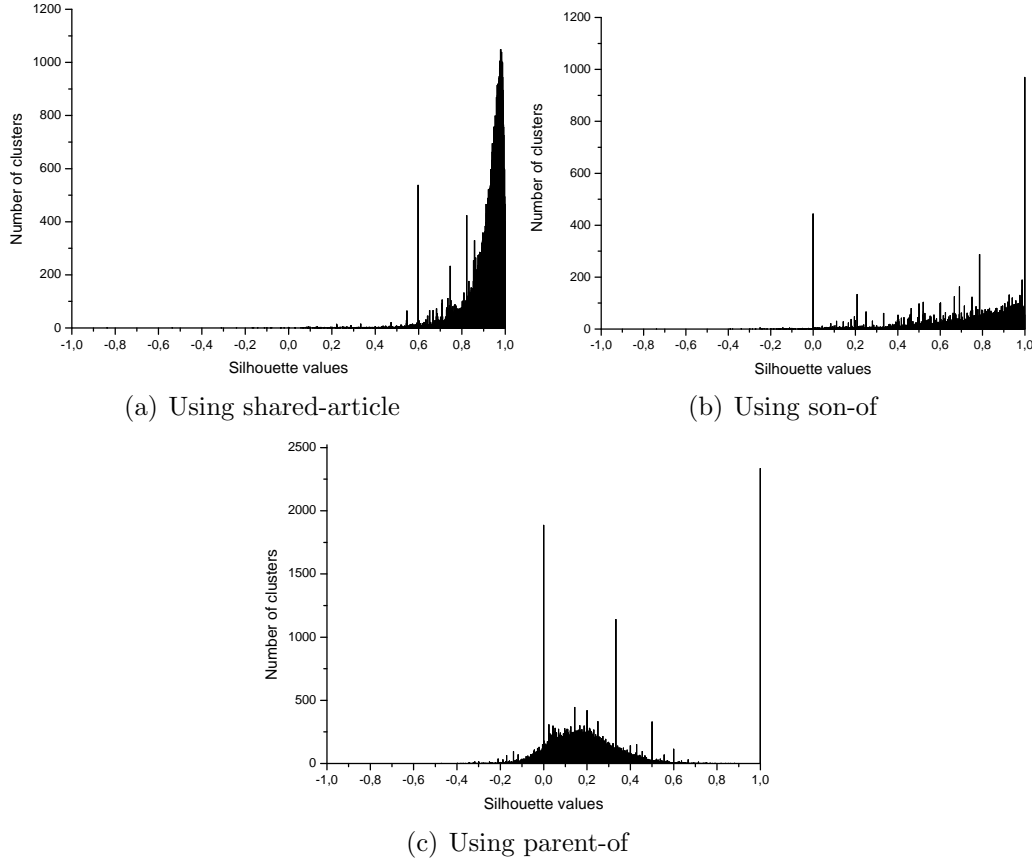 1200
1000
800
600
400
200
0
Number of clusters
-1,0 -0,8 -0,6 -0,4 -0,2 0,0 0,2 0,4 0,6 0,8 1,0
Silhouette values
(a) Using shared-article
1200
1000
800
600
400
200
0
Number of clusters
-1,0 -0,8 -0,6 -0,4 -0,2 0,0 0,2 0,4 0,6 0,8 1,0
Silhouette values
(b) Using son-of
2500
2000
1500
1000
500
0
Number of clusters
-1,0 -0,8 -0,6 -0,4 -0,2 0,0 0,2 0,4 0,6 0,8 1,0
Silhouette values
(c) Using parent-of